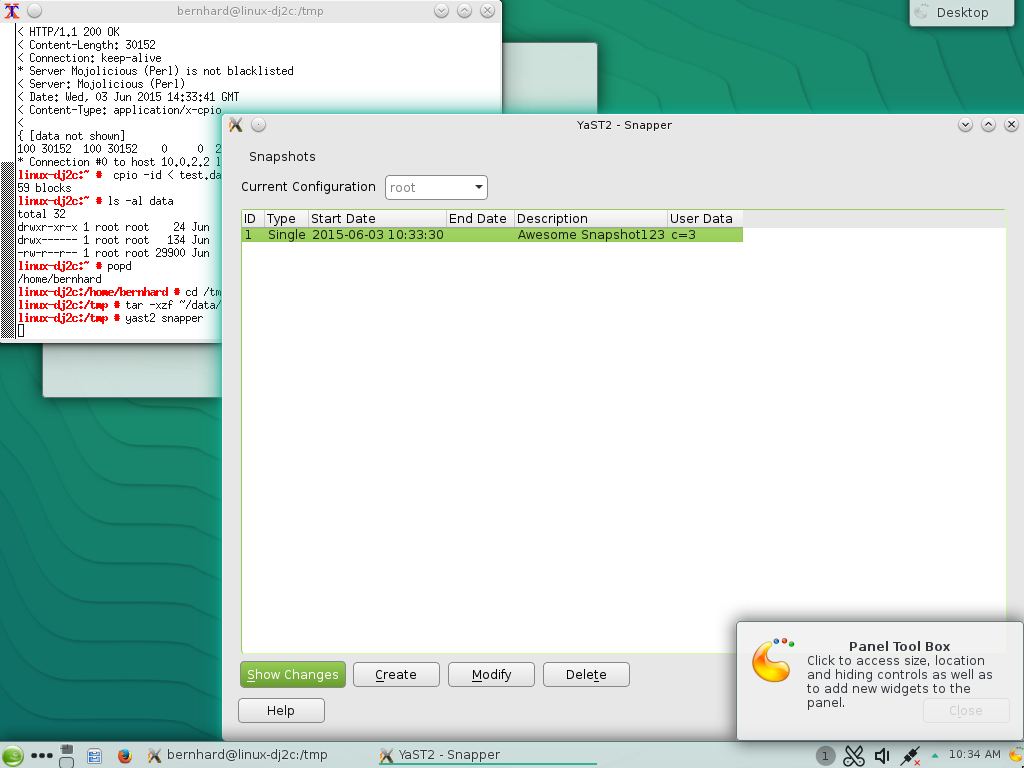 bernhard@linux-dj2c:/tmp
Desktop
< HTTP/1.1 200 OK
< Content-Length: 30152
< Connection: keep-alive
* Server Mojolicious (Perl) is not blacklisted
< Server: Mojolicious (Perl)
< Date: Wed, 03 Jun 2015 14:33:41 GMT
< Content-Type: application/x-cpio
<
{ [data not shown]
100 30152 100 30152 0 0 2
* Connection #0 to host 10.0.2.2 l
linux-dj2c:~ # cpio -id < test.da
59 blocks
linux-dj2c:~ # ls -al data
total 32
drwxr-xr-x 1 root root 24 Jun
drwx------ 1 root root 134 Jun
-rw-r--r-- 1 root root 29900 Jun
linux-dj2c:~ # popd
/home/bernhard
linux-dj2c:/home/bernhard # cd /tm
linux-dj2c:/tmp # tar -xzf ~/data/
linux-dj2c:/tmp # yast2 snapper
YaST2 - Snapper
Snapshots
Current Configuration root
ID Type Start Date End Date Description User Data
1 Single 2015-06-03 10:33:30 Awesome Snapshot123 c=3
Show Changes Create Modify Delete
Help
Panel Tool Box
Click to access size, location
and hiding controls as well as
to add new widgets to the
panel.
Close
bernhard@linux-dj2c:/tmp YaST2 - Snapper 1 10:34 AM